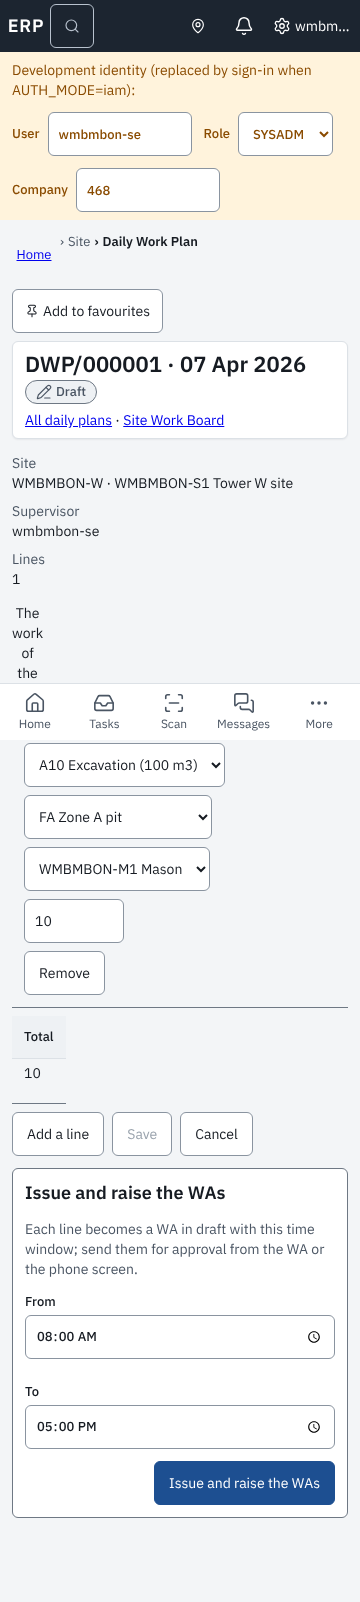 ERP
wmbm...
Development identity (replaced by sign-in when
AUTH_MODE=iam):
User wmbmbon-se Role SYSADM
Company 468
Home › Site › Daily Work Plan
Add to favourites
DWP/000001 · 07 Apr 2026
Draft
All daily plans · Site Work Board
Site
WMBMBON-W · WMBMBON-S1 Tower W site
Supervisor
wmbmbon-se
Lines
1
The
work
of
the
Home Tasks Scan Messages More
A10 Excavation (100 m3)
FA Zone A pit
WMBMBON-M1 Mason
10
Remove
Total
10
Add a line Save Cancel
Issue and raise the WAs
Each line becomes a WA in draft with this time
window; send them for approval from the WA or
the phone screen.
From
08:00 AM
To
05:00 PM
Issue and raise the WAs